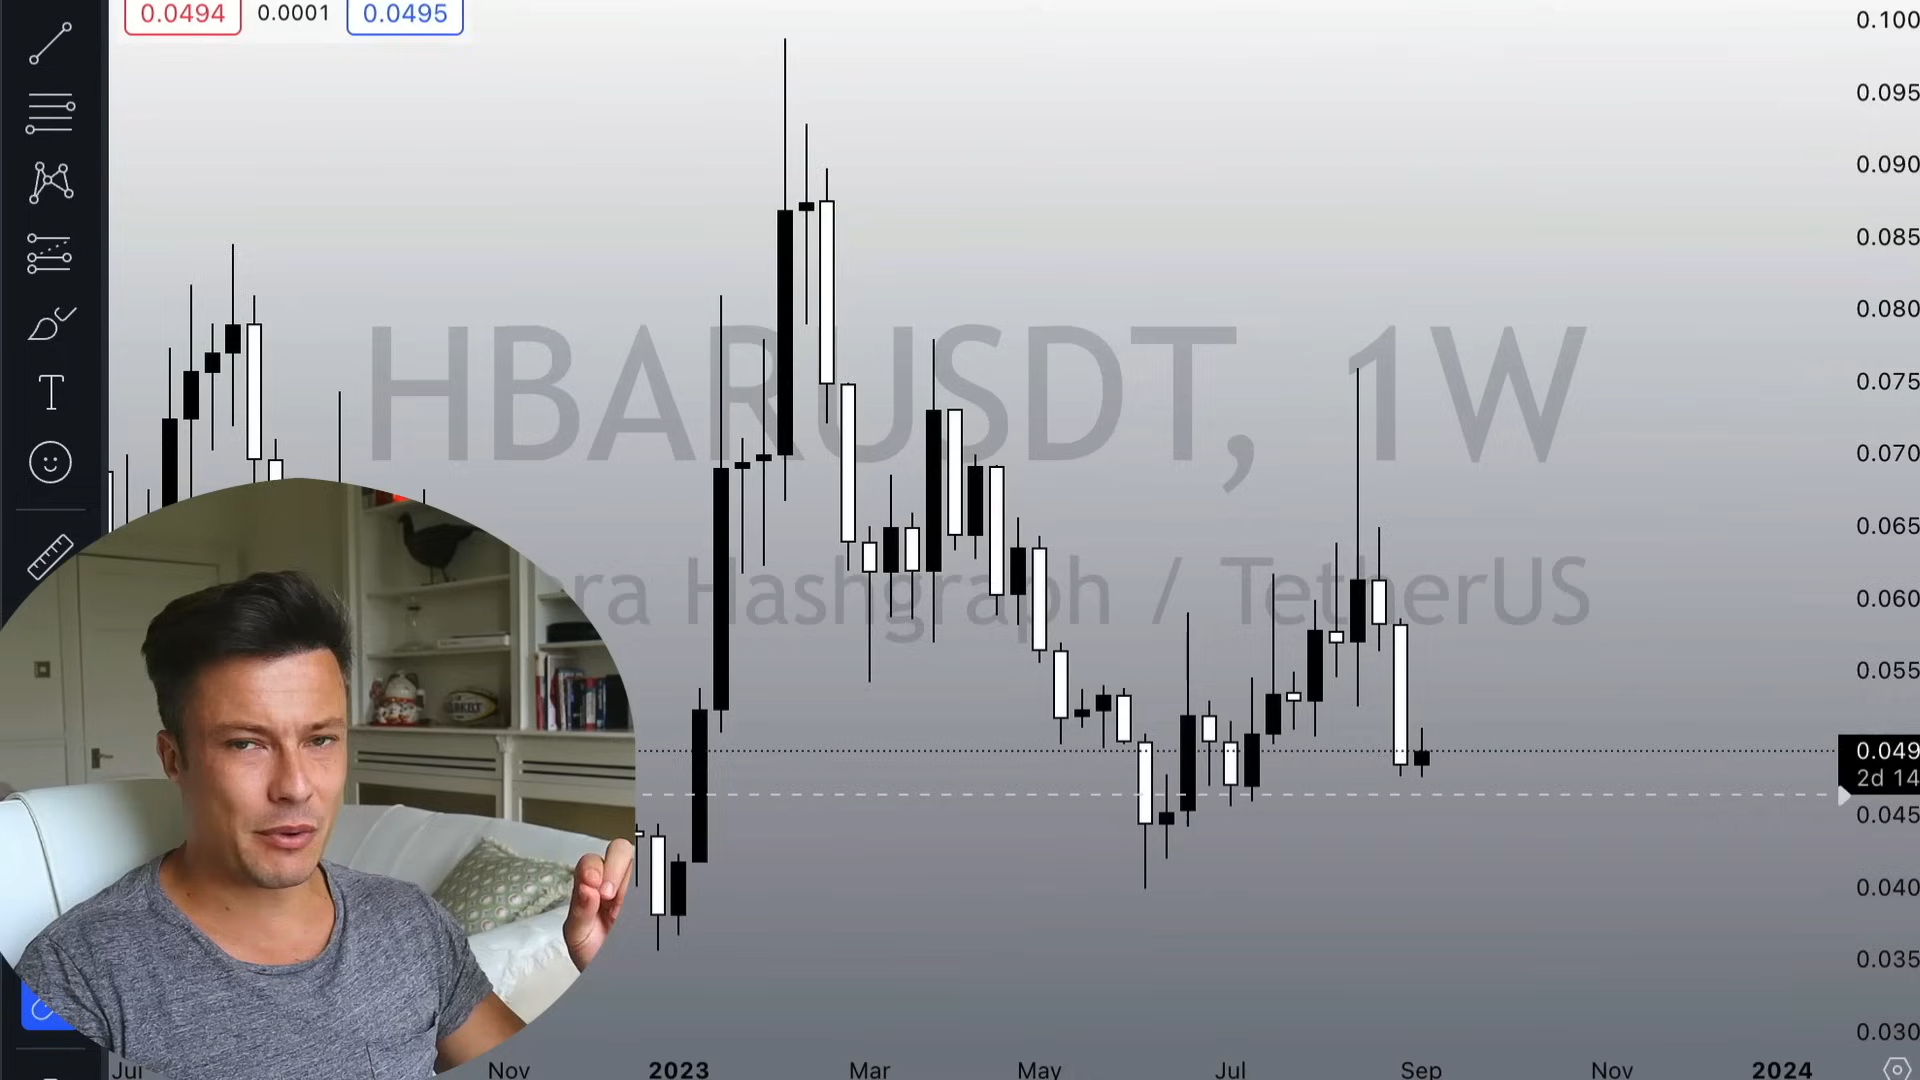 0.0494 0.0001 0.0495
0.100
0.095
0.090
0.085
0.080
HBARUSDT, 1W
0.075
0.070
0.065
era Hashgraph / TetherUS
0.060
0.055
0.049
2d 14
0.045
0.040
0.035
0.030
Jul Nov 2023 Mar May Jul Sep Nov 2024
T